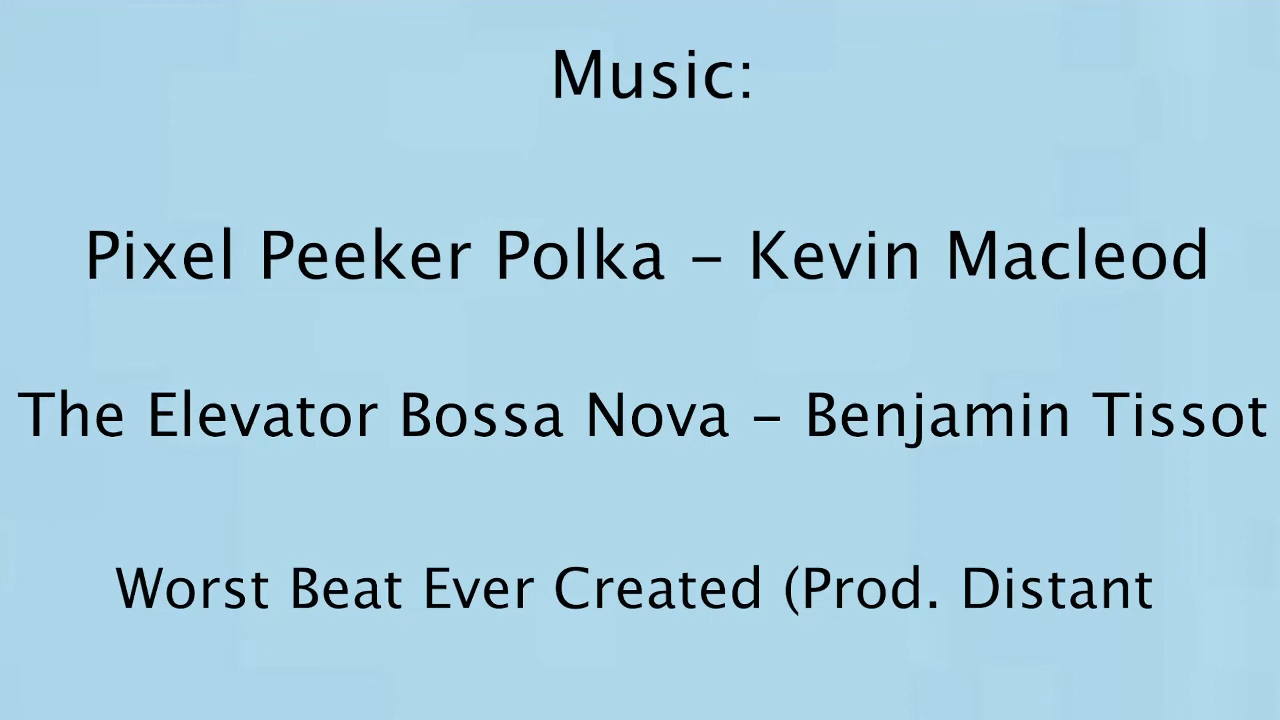 Music:
Pixel Peeker Polka – Kevin Macleod
The Elevator Bossa Nova – Benjamin Tissot
Worst Beat Ever Created (Prod. Distant